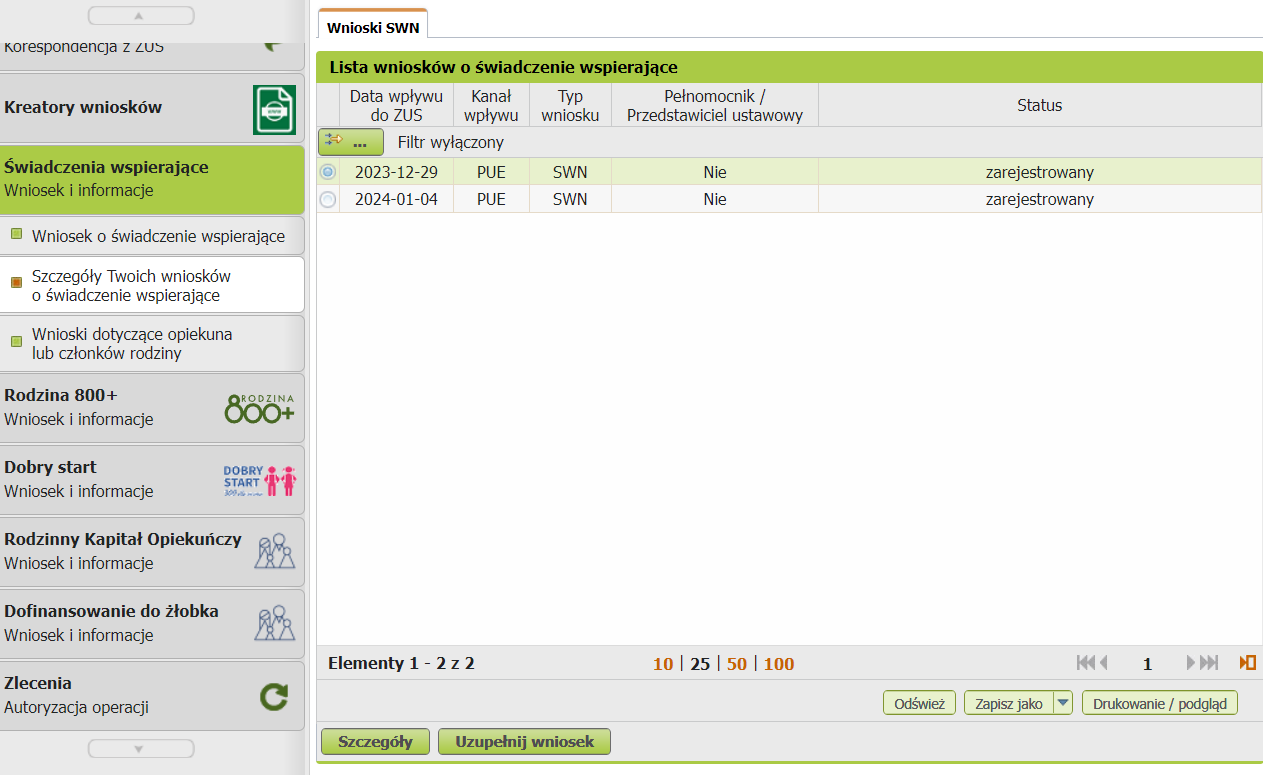 Korespondencja z ZUS
Kreatory wniosków
Świadczenia wspierające
Wniosek i informacje
Wniosek o świadczenie wspierające
Szczegóły Twoich wniosków
o świadczenie wspierające
Wnioski dotyczące opiekuna
lub członków rodziny
Rodzina 800+
Wniosek i informacje
RODZINA
800+
Dobry start
Wniosek i informacje
DOBRY
START
Rodzinny Kapitał Opiekuńczy
Wniosek i informacje
Dofinansowanie do żłobka
Wniosek i informacje
Zlecenia
Autoryzacja operacji
Wnioski SWN
Lista wniosków o świadczenie wspierające
Data wpływu do ZUS Kanał wpływu Typ wniosku Pełnomocnik / Przedstawiciel ustawowy Status
... Filtr wyłączony
2023-12-29 PUE SWN Nie zarejestrowany
2024-01-04 PUE SWN Nie zarejestrowany
Elementy 1 - 2 z 2 10 | 25 | 50 | 100 1
Odśwież Zapisz jako Drukowanie / podgląd
Szczegóły Uzupełnij wniosek